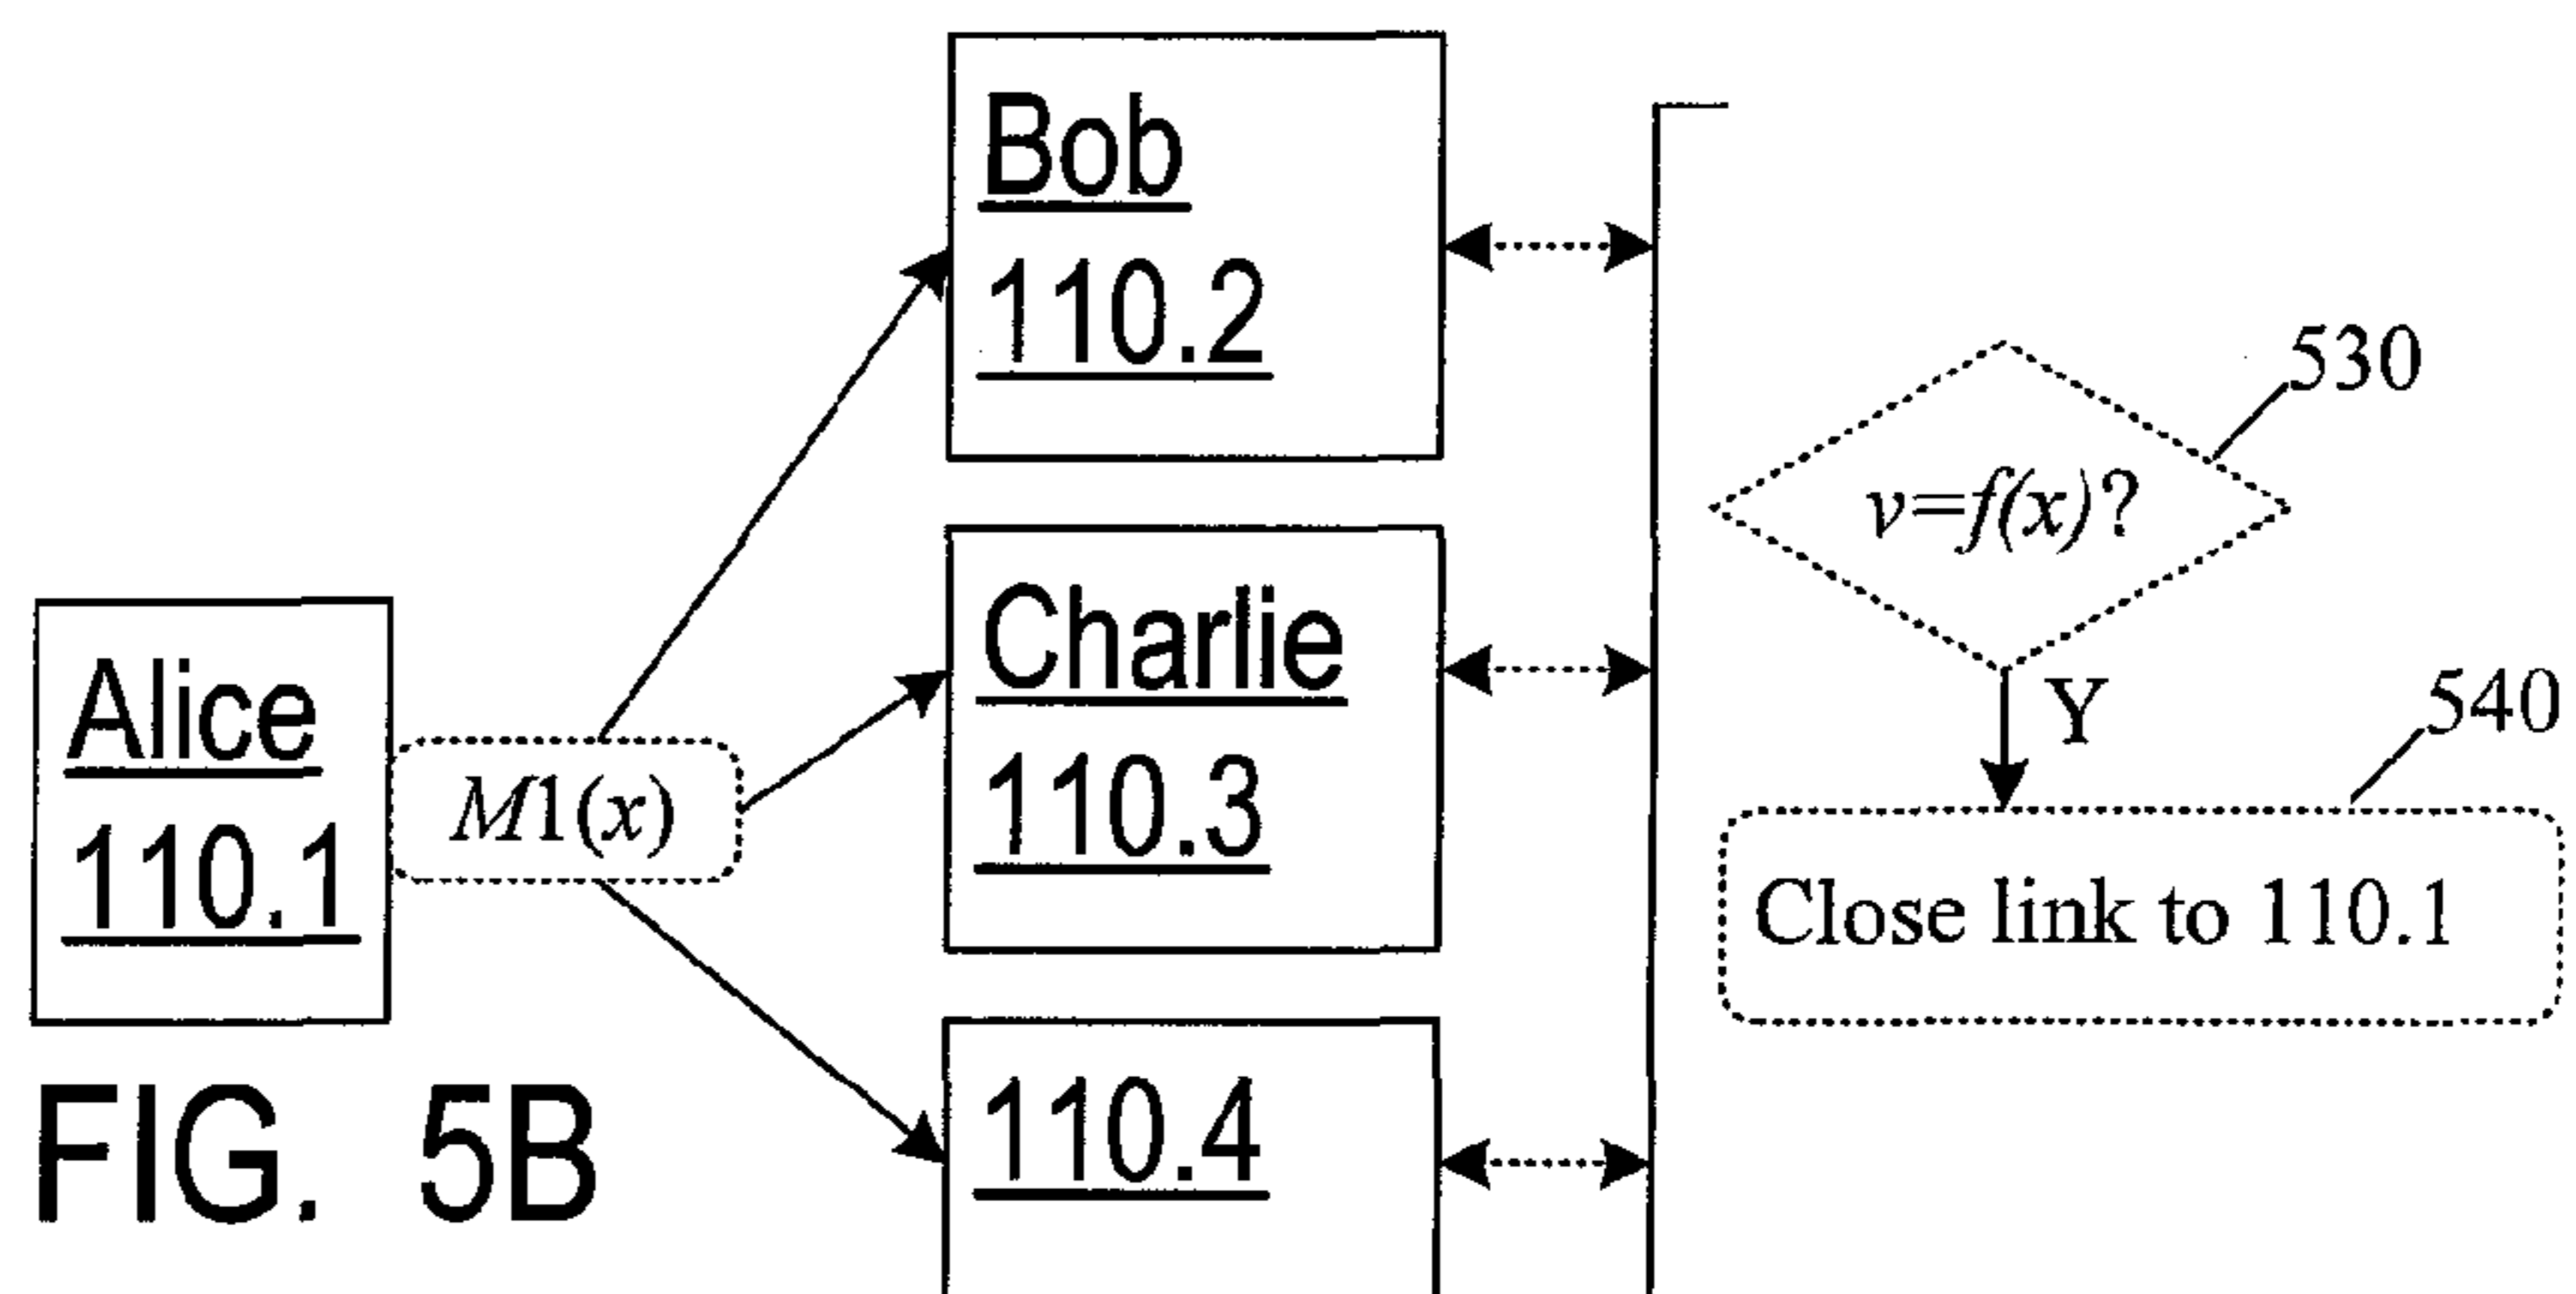 Bob
110.2
530
v=f(x)?
Charlie
110.3
Y
540
Alice
110.1
M1(x)
Close link to 110.1
110.4
FIG. 5B